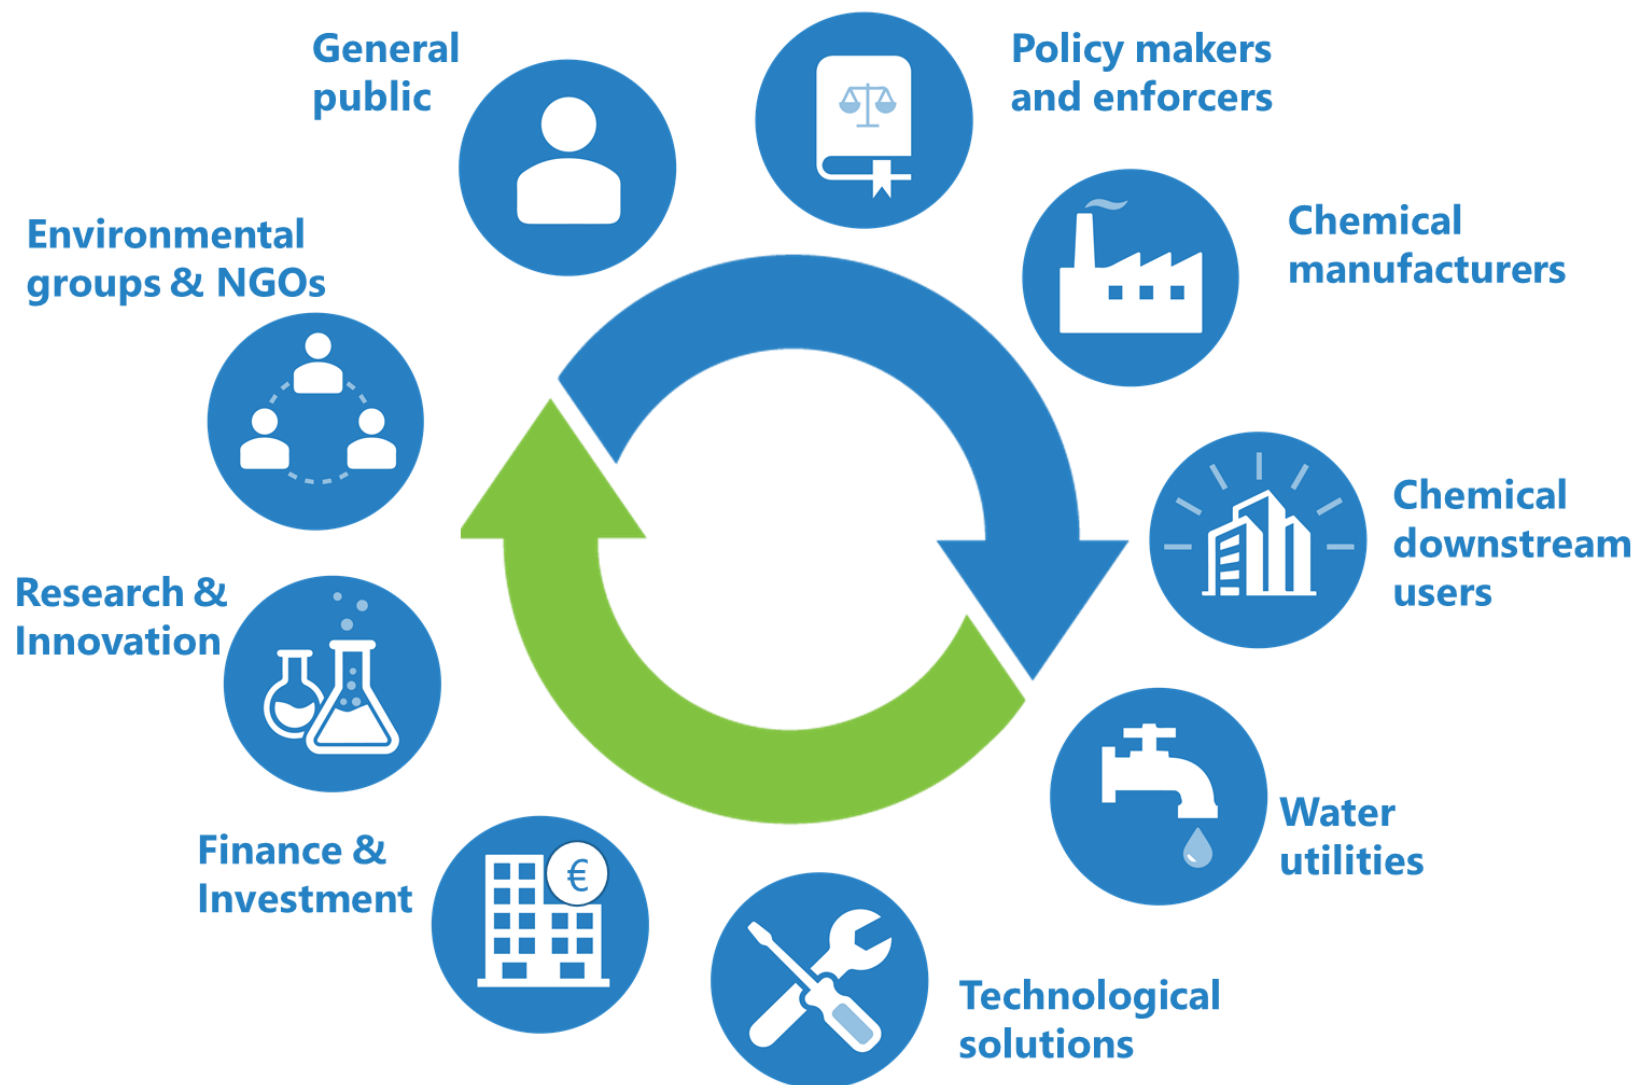 General
public
Policy makers
and enforcers
Chemical
manufacturers
Environmental
groups & NGOs
Chemical
downstream
users
Research &
Innovation
Water
utilities
Finance &
Investment
€
Technological
solutions